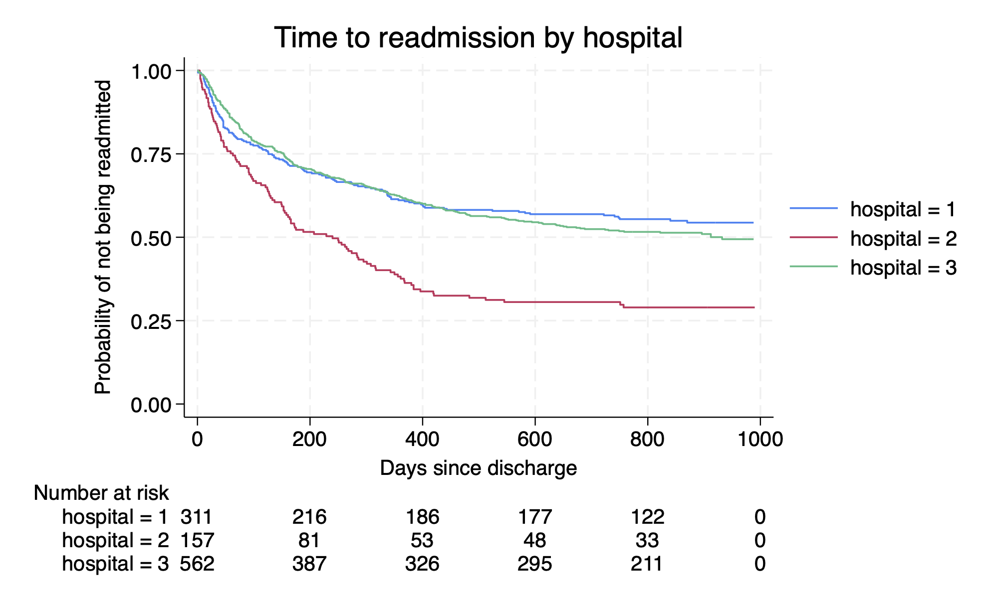 Time to readmission by hospital
Probability of not being readmitted
1.00
0.75
0.50
0.25
0.00
0 200 400 600 800 1000
Days since discharge
hospital = 1
hospital = 2
hospital = 3
Number at risk
hospital = 1 311 216 186 177 122 0
hospital = 2 157 81 53 48 33 0
hospital = 3 562 387 326 295 211 0